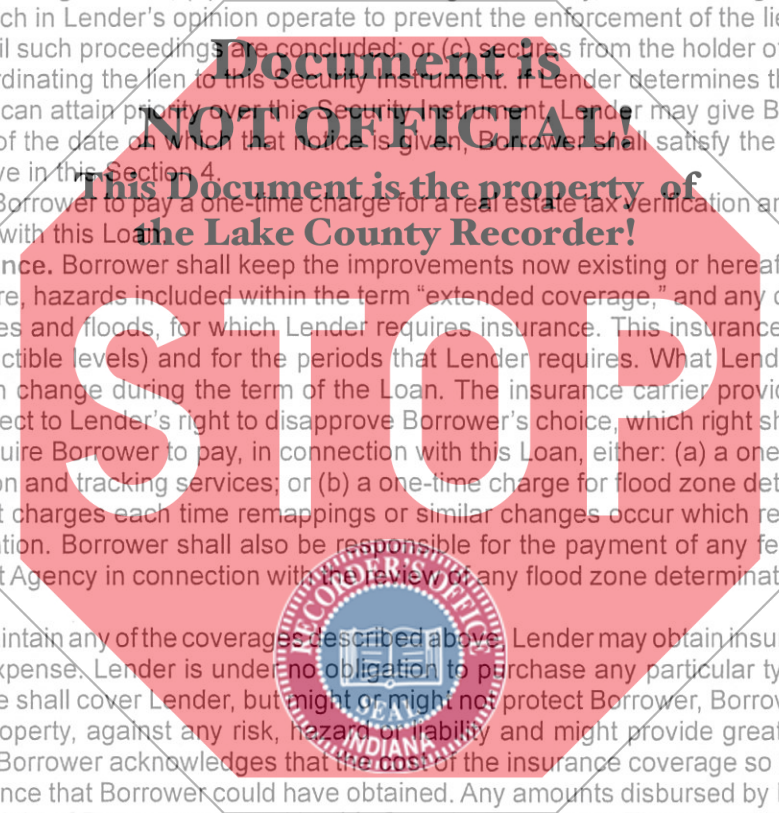 ch in Lender's opinion operate to prevent the enforcement of the lie
il such proceedings are concluded; or (c) secures from the holder o
Document is
rdinating the lien to this Security Instrument. If Lender determines th
can attain priority over this Security Instrument, Lender may give B
NOT OFFICIAL!
of the date on which that notice is given, Borrower shall satisfy the
ve in this Section 4.
This Document is the property of
Borrower to pay a one-time charge for a real estate tax verification an
with this Loan.
the Lake County Recorder!
nce. Borrower shall keep the improvements now existing or hereaf
re, hazards included within the term “extended coverage,” and any o
es and floods, for which Lender requires insurance. This insurance
ctible levels) and for the periods that Lender requires. What Lend
n change during the term of the Loan. The insurance carrier provi
ect to Lender's right to disapprove Borrower's choice, which right sh
STOP
uire Borrower to pay, in connection with this Loan, either: (a) a one
on and tracking services; or (b) a one-time charge for flood zone det
t charges each time remappings or similar changes occur which re
tion. Borrower shall also be responsible for the payment of any fe
t Agency in connection with the review of any flood zone determinat
RECORDER'S OFFICE
intain any of the coverages described above, Lender may obtain insu
xpense. Lender is under no obligation to purchase any particular ty
e shall cover Lender, but might or might not protect Borrower, Borrow
SEAL
operty, against any risk, hazard or liability and might provide great
INDIANA
Borrower acknowledges that the cost of the insurance coverage so
nce that Borrower could have obtained. Any amounts disbursed by